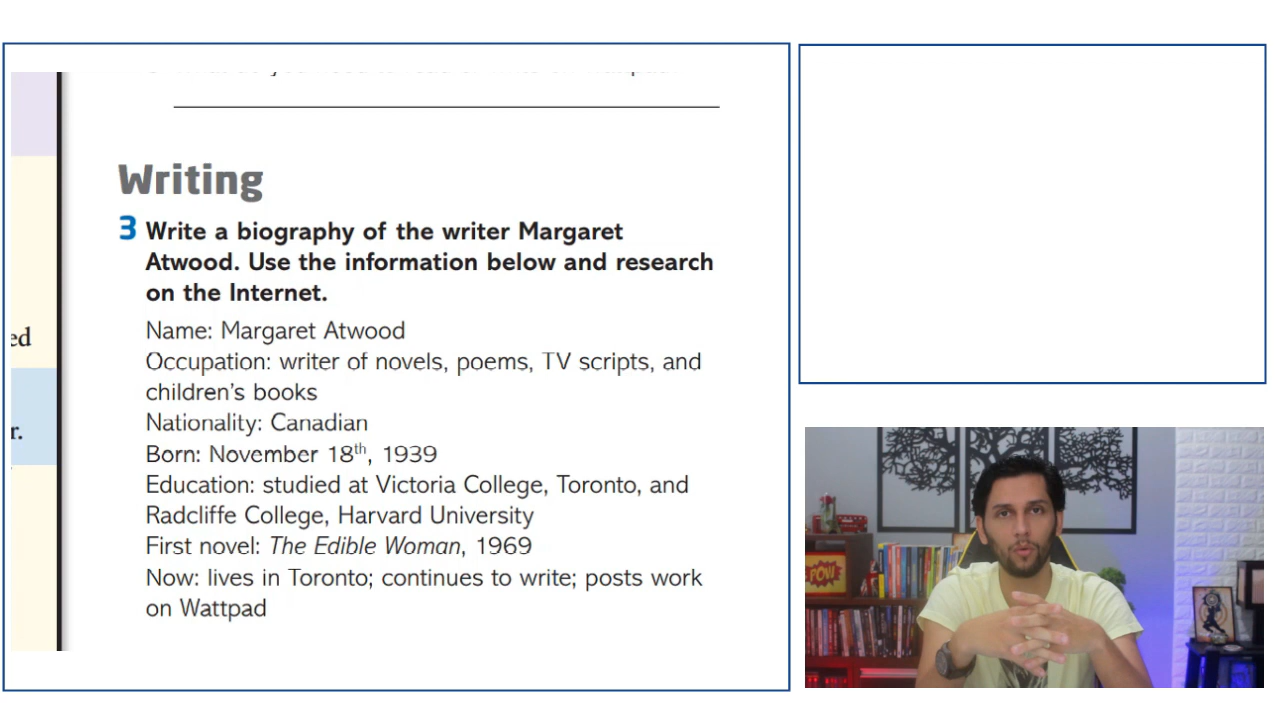 Writing
3 Write a biography of the writer Margaret
Atwood. Use the information below and research
on the Internet.
Name: Margaret Atwood
Occupation: writer of novels, poems, TV scripts, and
children's books
Nationality: Canadian
Born: November 18th, 1939
Education: studied at Victoria College, Toronto, and
Radcliffe College, Harvard University
First novel: The Edible Woman, 1969
Now: lives in Toronto; continues to write; posts work
on Wattpad
ed
r.
POW!